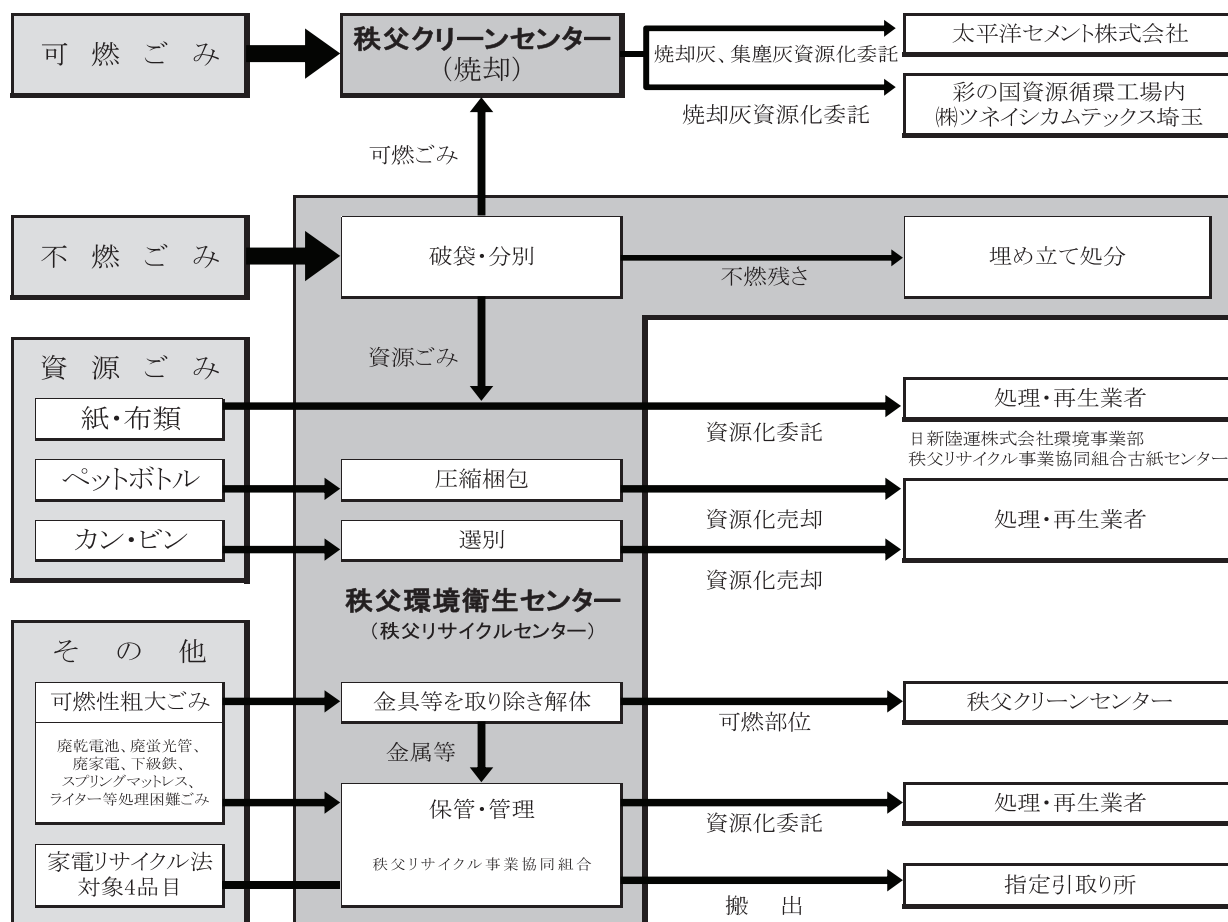 可燃ごみ
秩父クリーンセンター
（焼却）
焼却灰、集塵灰資源化委託
太平洋セメント株式会社
焼却灰資源化委託
彩の国資源循環工場内
㈱ツネイシカムテックス埼玉
可燃ごみ
不燃ごみ
破袋・分別
不燃残さ
埋め立て処分
資源ごみ
資源ごみ
紙・布類
資源化委託
処理・再生業者
日新陸運株式会社環境事業部
秩父リサイクル事業協同組合古紙センター
ペットボトル
圧縮梱包
資源化売却
処理・再生業者
カン・ビン
選別
資源化売却
秩父環境衛生センター
（秩父リサイクルセンター）
その他
可燃性粗大ごみ
金具等を取り除き解体
可燃部位
秩父クリーンセンター
金属等
廃乾電池、廃蛍光管、
廃家電、下級鉄、
スプリングマットレス、
ライター等処理困難ごみ
保管・管理
秩父リサイクル事業協同組合
資源化委託
処理・再生業者
家電リサイクル法
対象4品目
搬出
指定引取り所